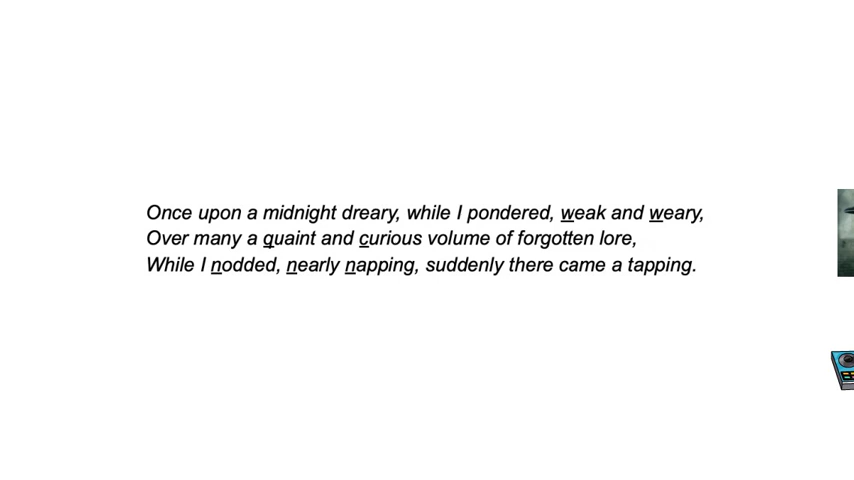 Once upon a midnight dreary, while I pondered, weak and weary,
Over many a quaint and curious volume of forgotten lore,
While I nodded, nearly napping, suddenly there came a tapping.